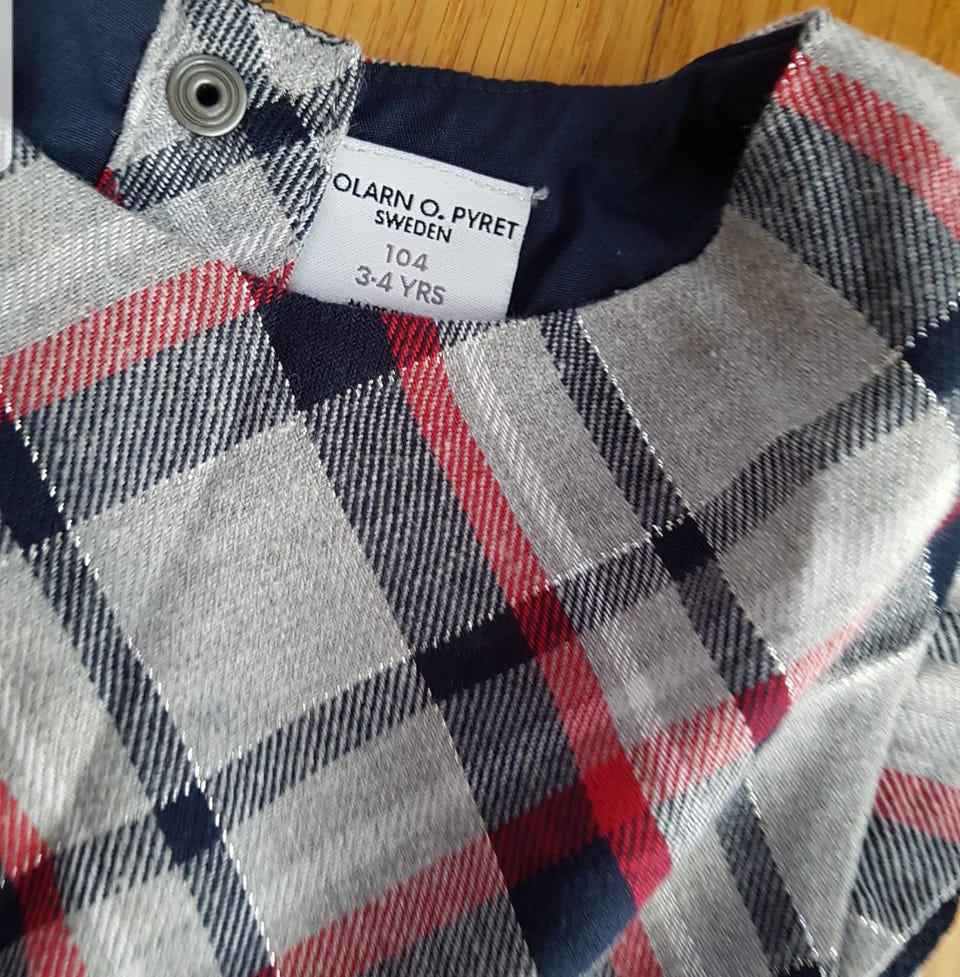 OLARN O. PYRET
SWEDEN
104
3-4 YRS